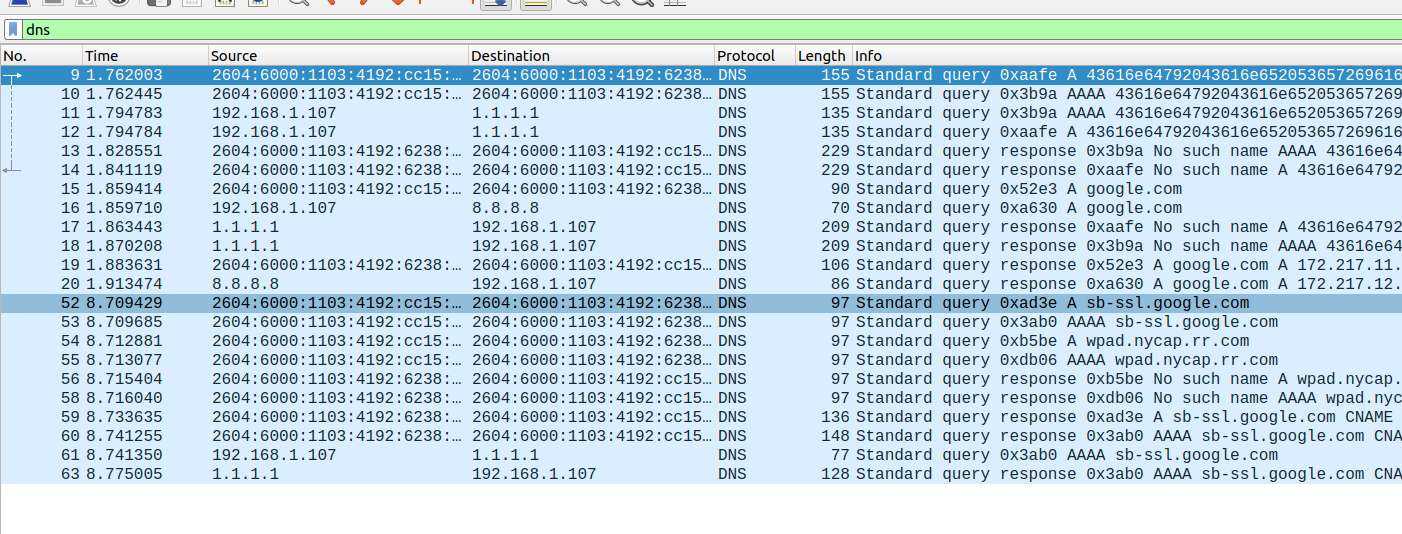 dns
No. Time Source Destination Protocol Length Info
9 1.762003 2604:6000:1103:4192:cc15:… 2604:6000:1103:4192:6238… DNS 155 Standard query 0xaafe A 43616e64792043616e65205365726961​6
10 1.762445 2604:6000:1103:4192:cc15:… 2604:6000:1103:4192:6238… DNS 155 Standard query 0x3b9a AAAA 43616e64792043616e652053657269
11 1.794783 192.168.1.107 1.1.1.1 DNS 135 Standard query 0x3b9a AAAA 43616e64792043616e652053657269
12 1.794784 192.168.1.107 1.1.1.1 DNS 135 Standard query 0xaafe A 43616e64792043616e652053657269616
13 1.828551 2604:6000:1103:4192:6238:… 2604:6000:1103:4192:cc15… DNS 229 Standard query response 0x3b9a No such name AAAA 43616e64
14 1.841119 2604:6000:1103:4192:6238:… 2604:6000:1103:4192:cc15… DNS 229 Standard query response 0xaafe No such name A 43616e64792
15 1.859414 2604:6000:1103:4192:cc15:… 2604:6000:1103:4192:6238… DNS 90 Standard query 0x52e3 A google.com
16 1.859710 192.168.1.107 8.8.8.8 DNS 70 Standard query 0xa630 A google.com
17 1.863443 1.1.1.1 192.168.1.107 DNS 209 Standard query response 0xaafe No such name A 43616e64792
18 1.870208 1.1.1.1 192.168.1.107 DNS 209 Standard query response 0x3b9a No such name AAAA 43616e64
19 1.883631 2604:6000:1103:4192:6238:… 2604:6000:1103:4192:cc15… DNS 106 Standard query response 0x52e3 A google.com A 172.217.11.
20 1.913474 8.8.8.8 192.168.1.107 DNS 86 Standard query response 0xa630 A google.com A 172.217.12.
52 8.709429 2604:6000:1103:4192:cc15:… 2604:6000:1103:4192:6238… DNS 97 Standard query 0xad3e A sb-ssl.google.com
53 8.709685 2604:6000:1103:4192:cc15:… 2604:6000:1103:4192:6238… DNS 97 Standard query 0x3ab0 AAAA sb-ssl.google.com
54 8.712881 2604:6000:1103:4192:cc15:… 2604:6000:1103:4192:6238… DNS 97 Standard query 0xb5be A wpad.nycap.rr.com
55 8.713077 2604:6000:1103:4192:cc15:… 2604:6000:1103:4192:6238… DNS 97 Standard query 0xdb06 AAAA wpad.nycap.rr.com
56 8.715404 2604:6000:1103:4192:6238:… 2604:6000:1103:4192:cc15… DNS 97 Standard query response 0xb5be No such name A wpad.nycap.
58 8.716040 2604:6000:1103:4192:6238:… 2604:6000:1103:4192:cc15… DNS 97 Standard query response 0xdb06 No such name AAAA wpad.nyc
59 8.733635 2604:6000:1103:4192:6238:… 2604:6000:1103:4192:cc15… DNS 136 Standard query response 0xad3e A sb-ssl.google.com CNAME
60 8.741255 2604:6000:1103:4192:6238:… 2604:6000:1103:4192:cc15… DNS 148 Standard query response 0x3ab0 AAAA sb-ssl.google.com CNA
61 8.741350 192.168.1.107 1.1.1.1 DNS 77 Standard query 0x3ab0 AAAA sb-ssl.google.com
63 8.775005 1.1.1.1 192.168.1.107 DNS 128 Standard query response 0x3ab0 AAAA sb-ssl.google.com CNA